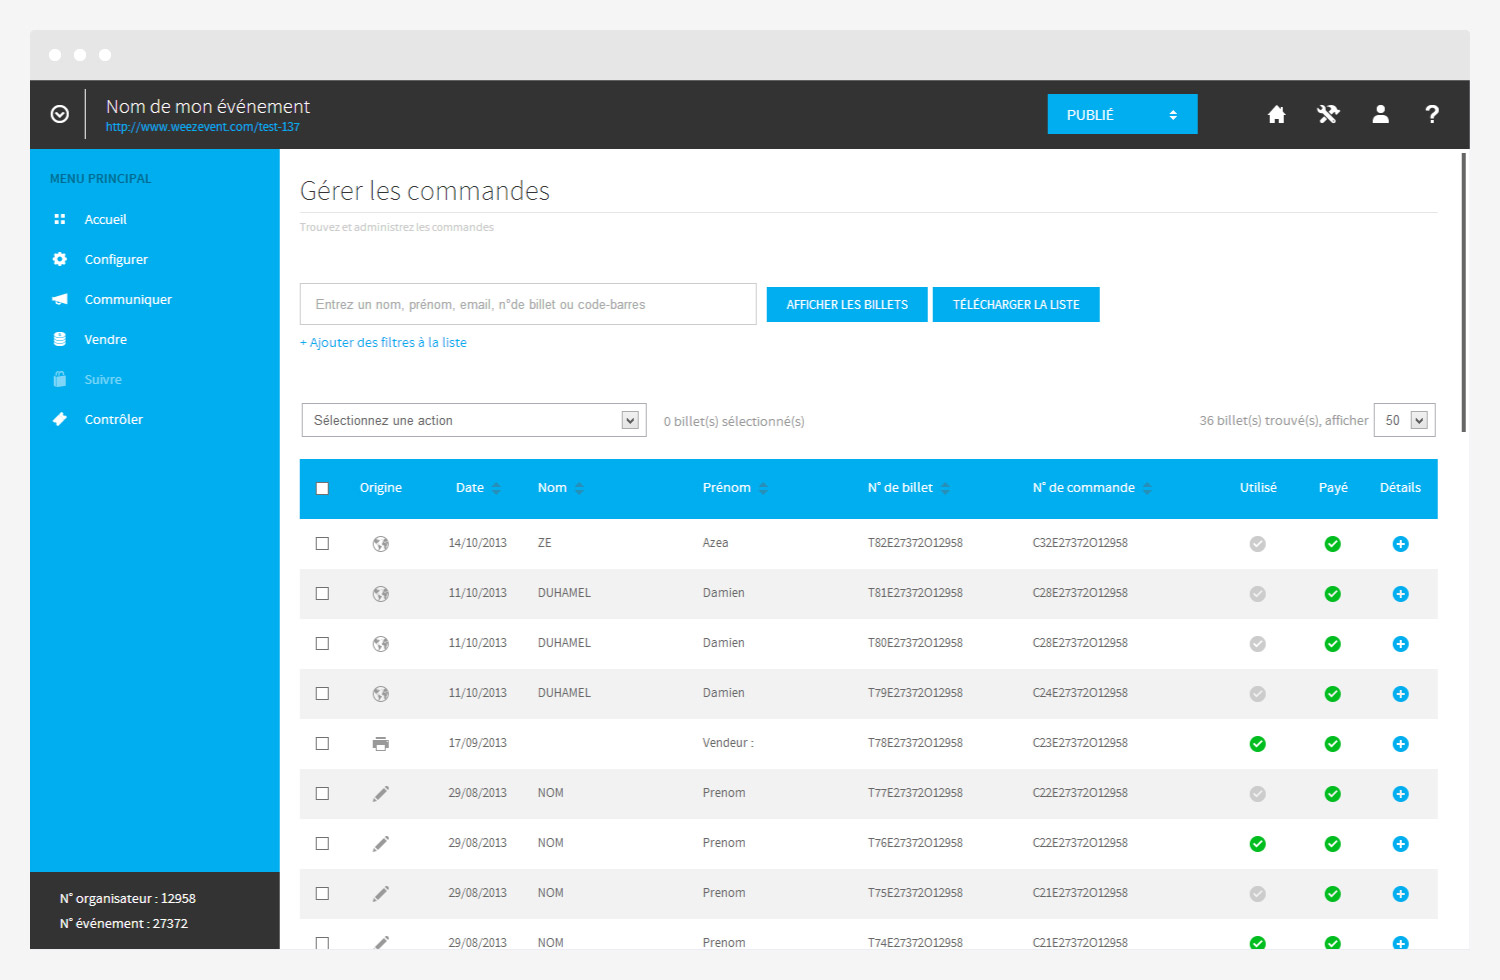 Nom de mon événement
http://www.weezevent.com/test-137
PUBLIÉ
?
MENU PRINCIPAL
Accueil
Configurer
Communiquer
Vendre
Suivre
Contrôler
N° organisateur : 12958
N° événement : 27372
Gérer les commandes
Trouvez et administrez les commandes
Entrez un nom, prénom, email, n°de billet ou code-barres
AFFICHER LES BILLETS
TÉLÉCHARGER LA LISTE
+ Ajouter des filtres à la liste
Sélectionnez une action
0 billet(s) sélectionné(s)
36 billet(s) trouvé(s), afficher 50
Origine Date Nom Prénom N° de billet N° de commande Utilisé Payé Détails
14/10/2013 ZE Azea T82E27372O12958 C32E27372O12958
11/10/2013 DUHAMEL Damien T81E27372O12958 C28E27372O12958
11/10/2013 DUHAMEL Damien T80E27372O12958 C28E27372O12958
11/10/2013 DUHAMEL Damien T79E27372O12958 C24E27372O12958
17/09/2013 Vendeur : T78E27372O12958 C23E27372O12958
29/08/2013 NOM Prenom T77E27372O12958 C22E27372O12958
29/08/2013 NOM Prenom T76E27372O12958 C22E27372O12958
29/08/2013 NOM Prenom T75E27372O12958 C21E27372O12958
29/08/2013 NOM Prenom T74E27372O12958 C21E27372O12958